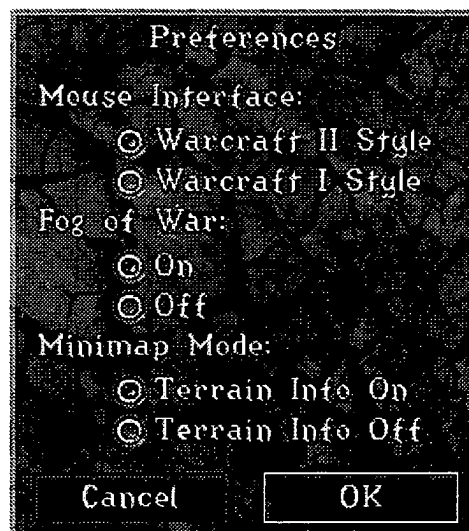 Preferences
Mouse Interface:
Warcraft II Style
Warcraft I Style
Fog of War:
On
Off
Minimap Mode:
Terrain Info On
Terrain Info Off
Cancel
OK